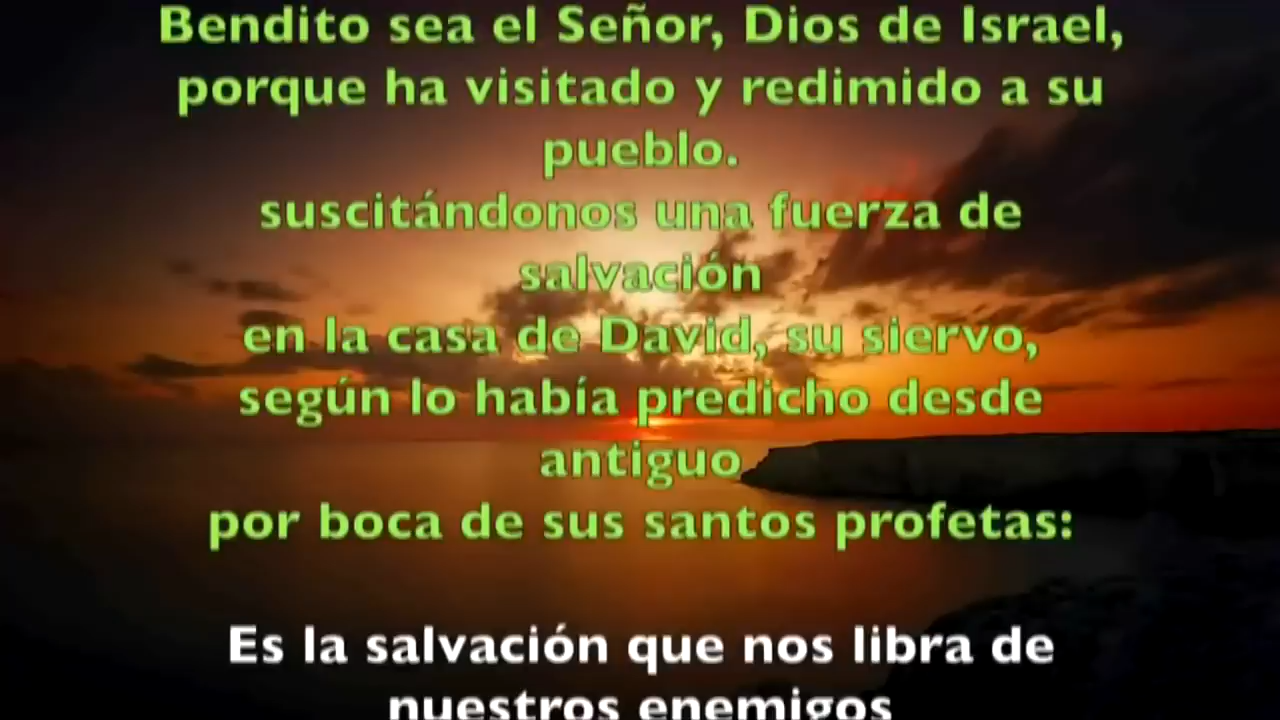 Bendito sea el Señor, Dios de Israel,
porque ha visitado y redimido a su
pueblo.
suscitándonos una fuerza de
salvación
en la casa de David, su siervo,
según lo había predicho desde
antiguo
por boca de sus santos profetas:
Es la salvación que nos libra de
nuestros enemigos